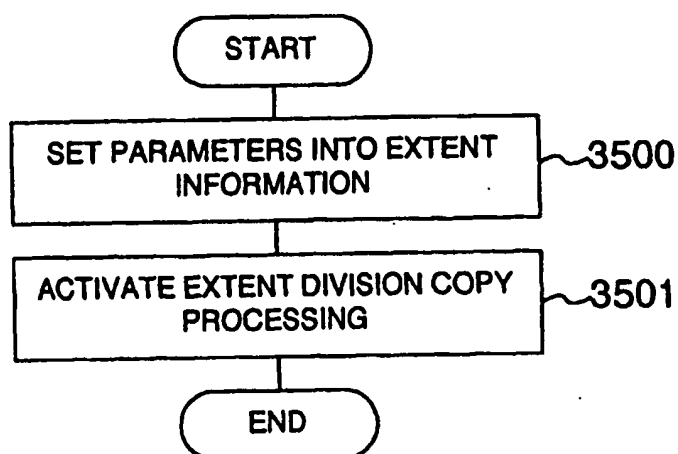 START
SET PARAMETERS INTO EXTENT
INFORMATION
3500
ACTIVATE EXTENT DIVISION COPY
PROCESSING
3501
END